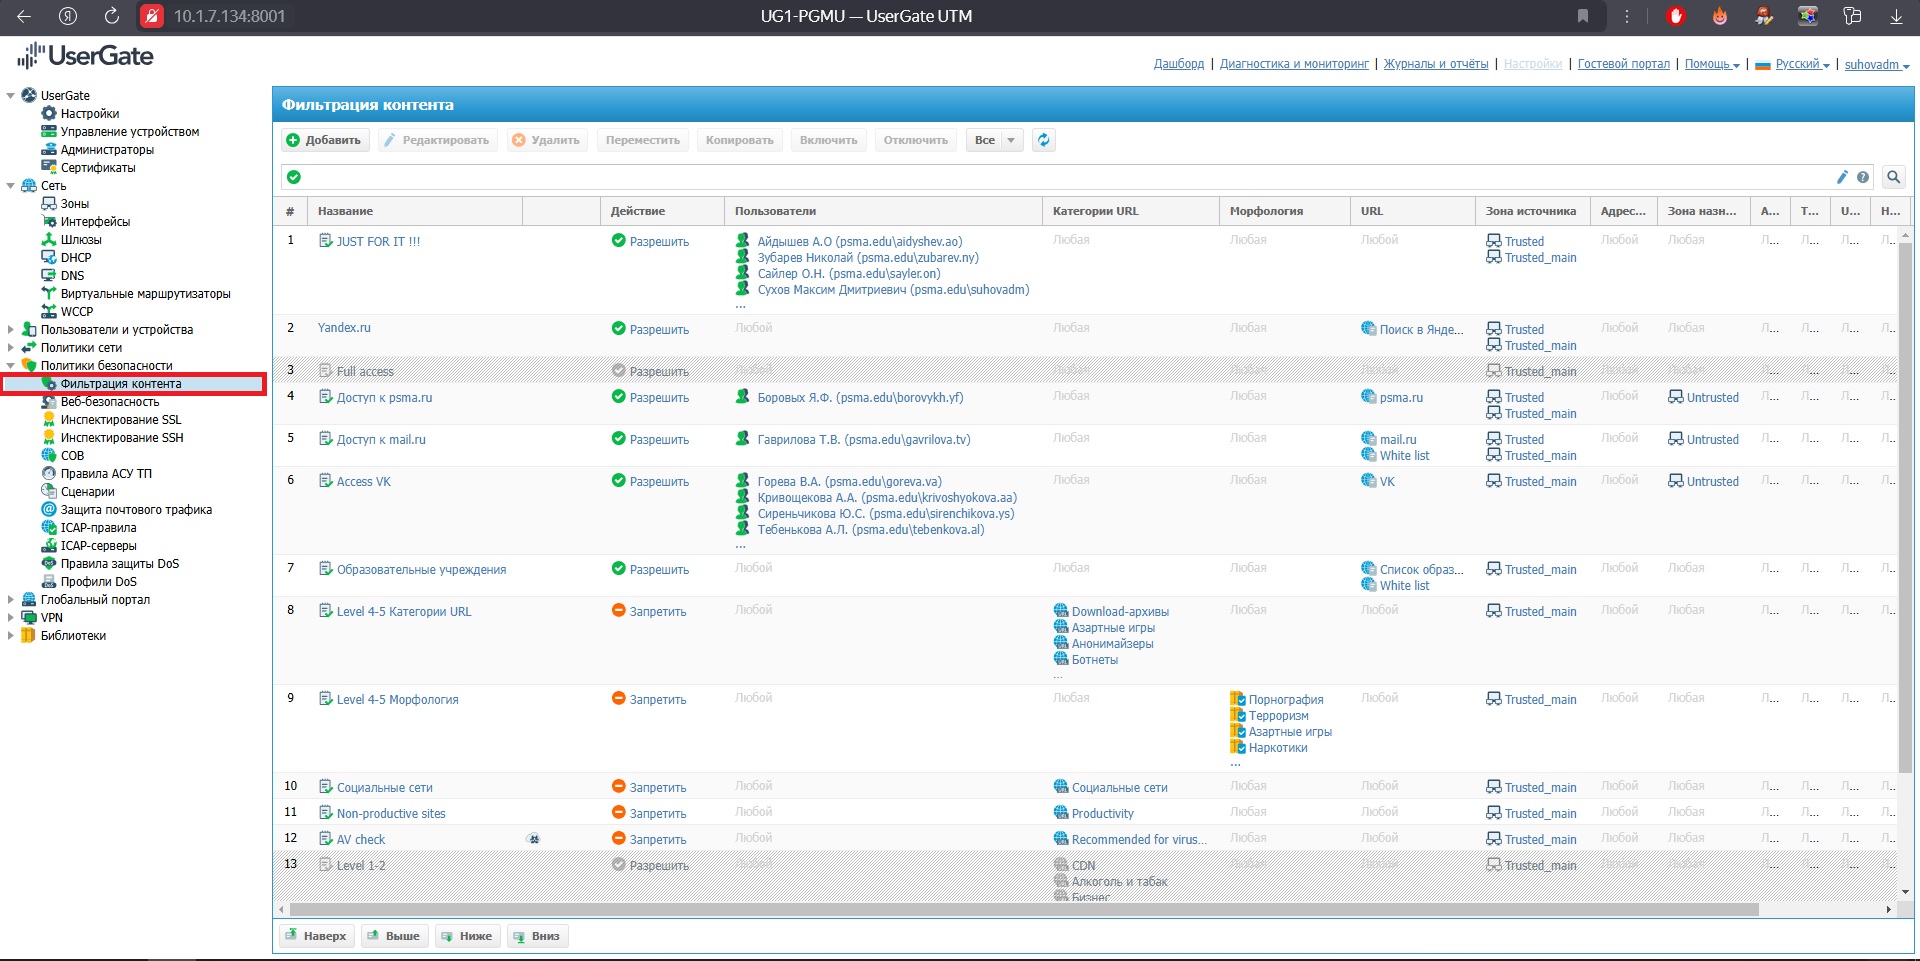 10.1.7.134:8001
UG1-PGMU — UserGate UTM
UserGate
Дашборд | Диагностика и мониторинг | Журналы и отчёты | Настройки | Гостевой портал | Помощь | Русский | suhovadm
UserGate
Настройки
Управление устройством
Администраторы
Сертификаты
Сеть
Зоны
Интерфейсы
Шлюзы
DHCP
DNS
Виртуальные маршрутизаторы
WCCP
Пользователи и устройства
Политики сети
Политики безопасности
Фильтрация контента
Веб-безопасность
Инспектирование SSL
Инспектирование SSH
СОВ
Правила АСУ ТП
Сценарии
Защита почтового трафика
ICAP-правила
ICAP-серверы
Правила защиты DoS
Профили DoS
Глобальный портал
VPN
Библиотеки
Фильтрация контента
Добавить Редактировать Удалить Переместить Копировать Включить Отключить Все
# Название Действие Пользователи Категории URL Морфология URL Зона источника Адрес... Зона назн... А... Т... U... Н...
1 JUST FOR IT !!! Разрешить Айдышев А.О (psma.edu\aidyshev.ao) Любая Любая Любой Trusted Любой Любая Л... Л... Л... Л...
Зубарев Николай (psma.edu\zubarev.ny) Trusted_main
Сайлер О.Н. (psma.edu\sayler.on)
Сухов Максим Дмитриевич (psma.edu\suhovadm)
...
2 Yandex.ru Разрешить Любой Любая Любая Поиск в Янде... Trusted Любой Любая Л... Л... Л... Л...
Trusted_main
3 Full access Разрешить Любой Любая Любая Любой Trusted_main Любой Любая Л... Л... Л... Л...
4 Доступ к psma.ru Разрешить Боровых Я.Ф. (psma.edu\borovykh.yf) Любая Любая psma.ru Trusted Любой Untrusted Л... Л... Л... Л...
Trusted_main
5 Доступ к mail.ru Разрешить Гаврилова Т.В. (psma.edu\gavrilova.tv) Любая Любая mail.ru Trusted Любой Untrusted Л... Л... Л... Л...
White list Trusted_main
6 Access VK Разрешить Горева В.А. (psma.edu\goreva.va) Любая Любая VK Trusted_main Любой Untrusted Л... Л... Л... Л...
Кривощекова А.А. (psma.edu\krivoshyokova.aa)
Сиреньчикова Ю.С. (psma.edu\sirenchikova.ys)
Тебенькова А.Л. (psma.edu\tebenkova.al)
...
7 Образовательные учреждения Разрешить Любой Любая Любая Список образ... Trusted_main Любой Любая Л... Л... Л... Л...
White list
8 Level 4-5 Категории URL Запретить Любой Download-архивы Любая Любой Trusted_main Любой Любая Л... Л... Л... Л...
Азартные игры
Анонимайзеры
Ботнеты
...
9 Level 4-5 Морфология Запретить Любой Любая Порнография Любой Trusted_main Любой Любая Л... Л... Л... Л...
Терроризм
Азартные игры
Наркотики
...
10 Социальные сети Запретить Любой Социальные сети Любая Любой Trusted_main Любой Любая Л... Л... Л... Л...
11 Non-productive sites Запретить Любой Productivity Любая Любой Trusted_main Любой Любая Л... Л... Л... Л...
12 AV check Запретить Любой Recommended for virus... Любая Любой Trusted_main Любой Любая Л... Л... Л... Л...
13 Level 1-2 Разрешить Любой CDN Любая Любой Trusted_main Любой Любая Л... Л... Л... Л...
Алкоголь и табак
Бизнес
Наверх Выше Ниже Вниз